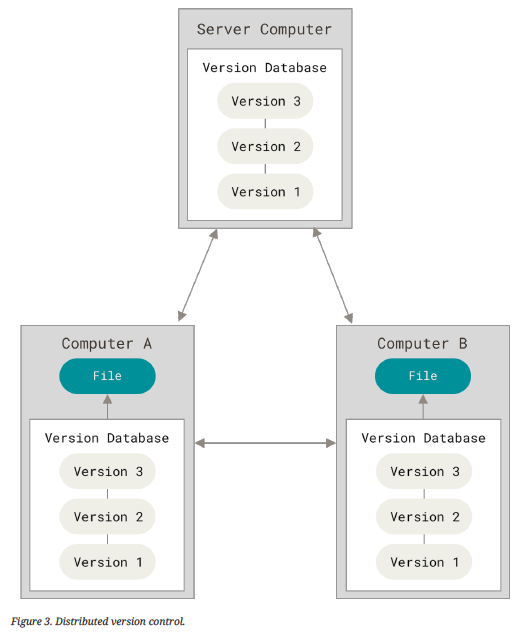 Server Computer
Version Database
Version 3
Version 2
Version 1
Computer A
File
Version Database
Version 3
Version 2
Version 1
Computer B
File
Version Database
Version 3
Version 2
Version 1
Figure 3. Distributed version control.